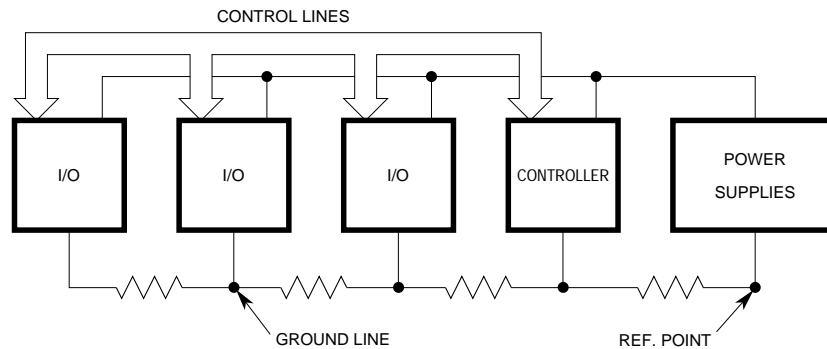 CONTROL LINES
I/O
I/O
I/O
CONTROLLER
POWER
SUPPLIES
GROUND LINE
REF. POINT